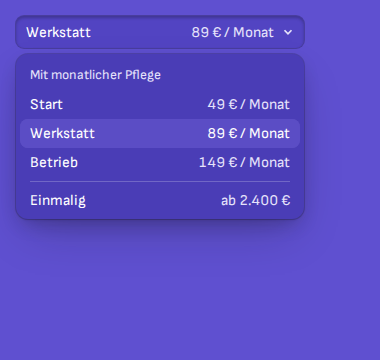 Werkstatt 89 € / Monat
Mit monatlicher Pflege
Start 49 € / Monat
Werkstatt 89 € / Monat
Betrieb 149 € / Monat
Einmalig ab 2.400 €